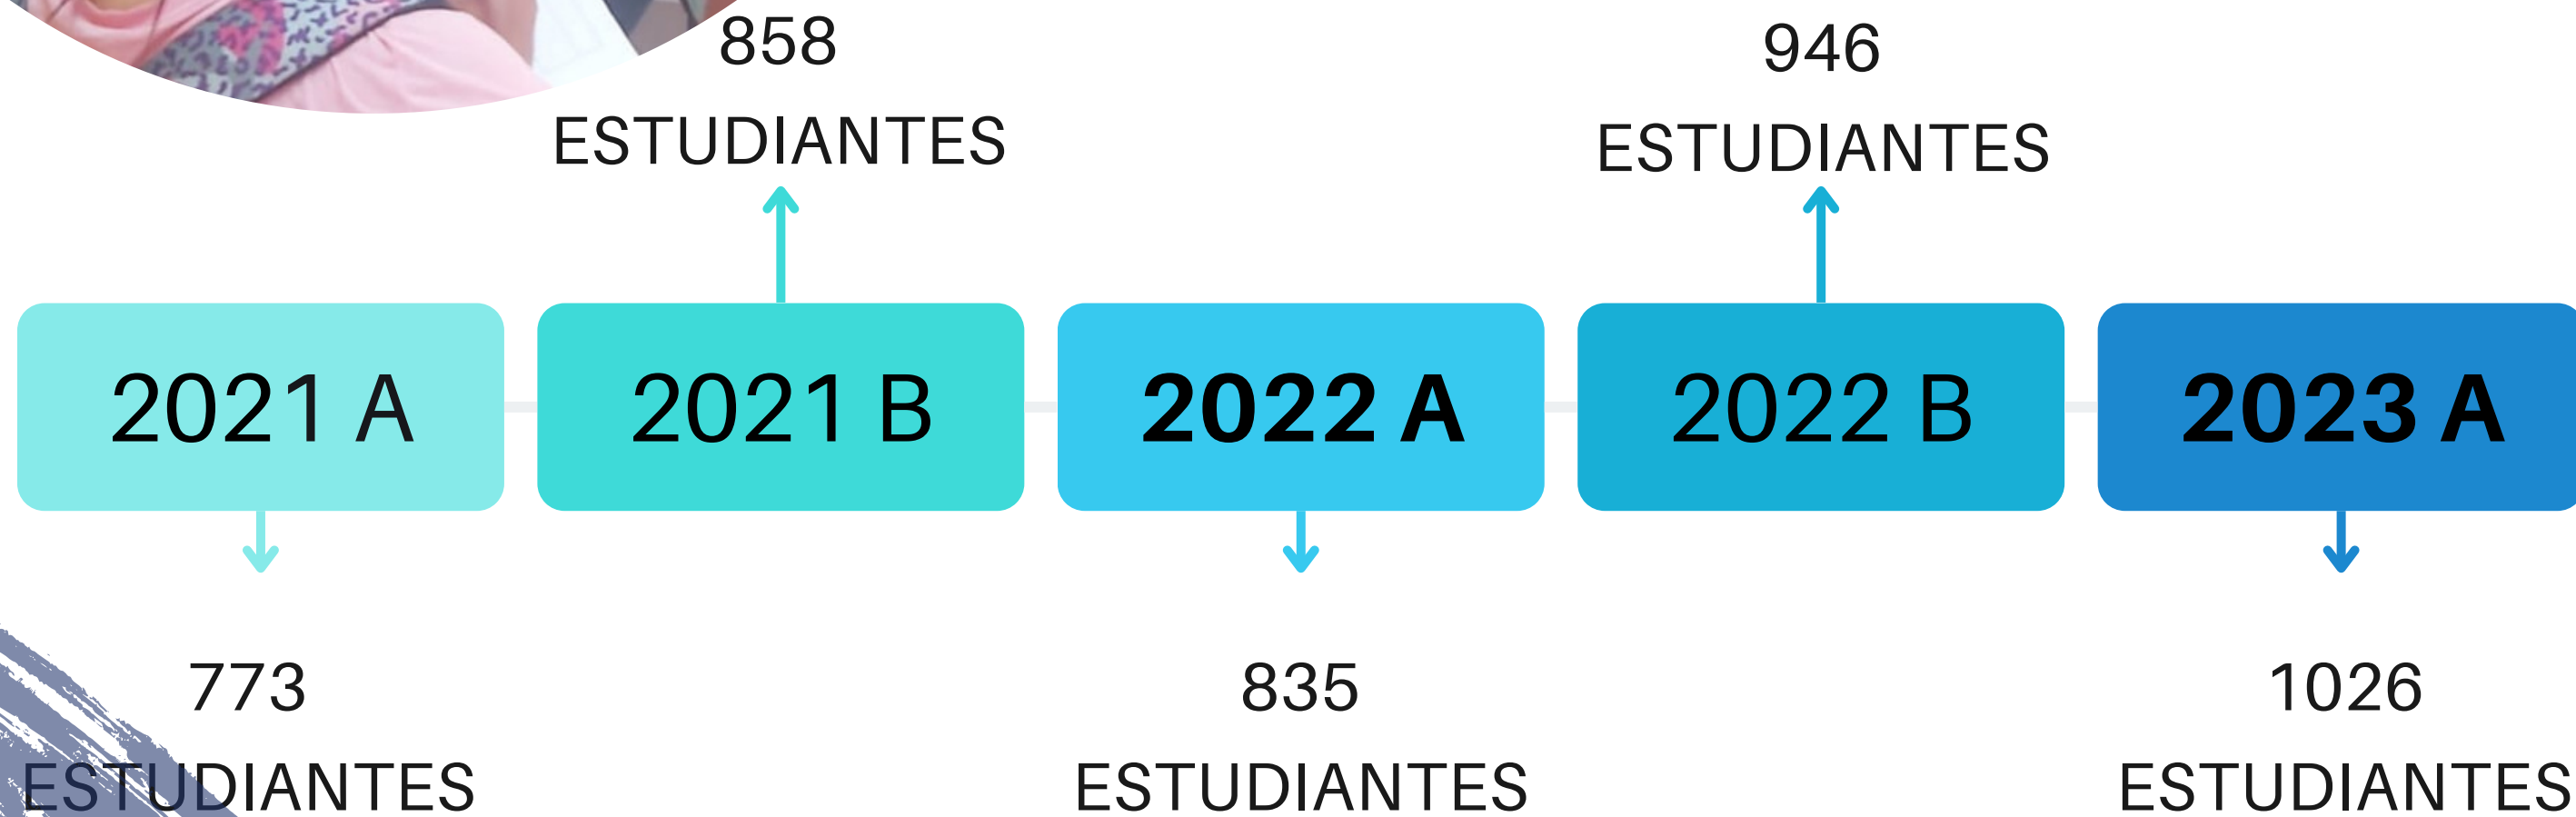 858
ESTUDIANTES
946
ESTUDIANTES
2021 A
2021 B
2022 A
2022 B
2023 A
773
ESTUDIANTES
835
ESTUDIANTES
1026
ESTUDIANTES